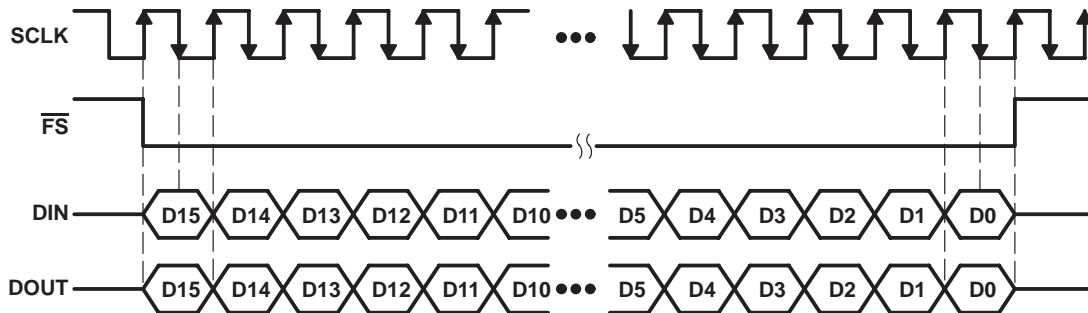 SCLK
FS
DIN D15 D14 D13 D12 D11 D10 D5 D4 D3 D2 D1 D0
DOUT D15 D14 D13 D12 D11 D10 D5 D4 D3 D2 D1 D0